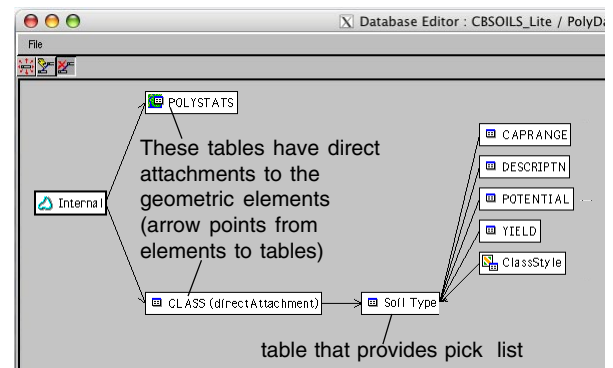 Database Editor : CBSOILS_Lite / PolyDa
File
POLYSTATS
These tables have direct
attachments to the
geometric elements
(arrow points from
elements to tables)
Internal
CAPRANGE
DESCRIPTN
POTENTIAL
YIELD
ClassStyle
CLASS (directAttachment)
Soil Type
table that provides pick list